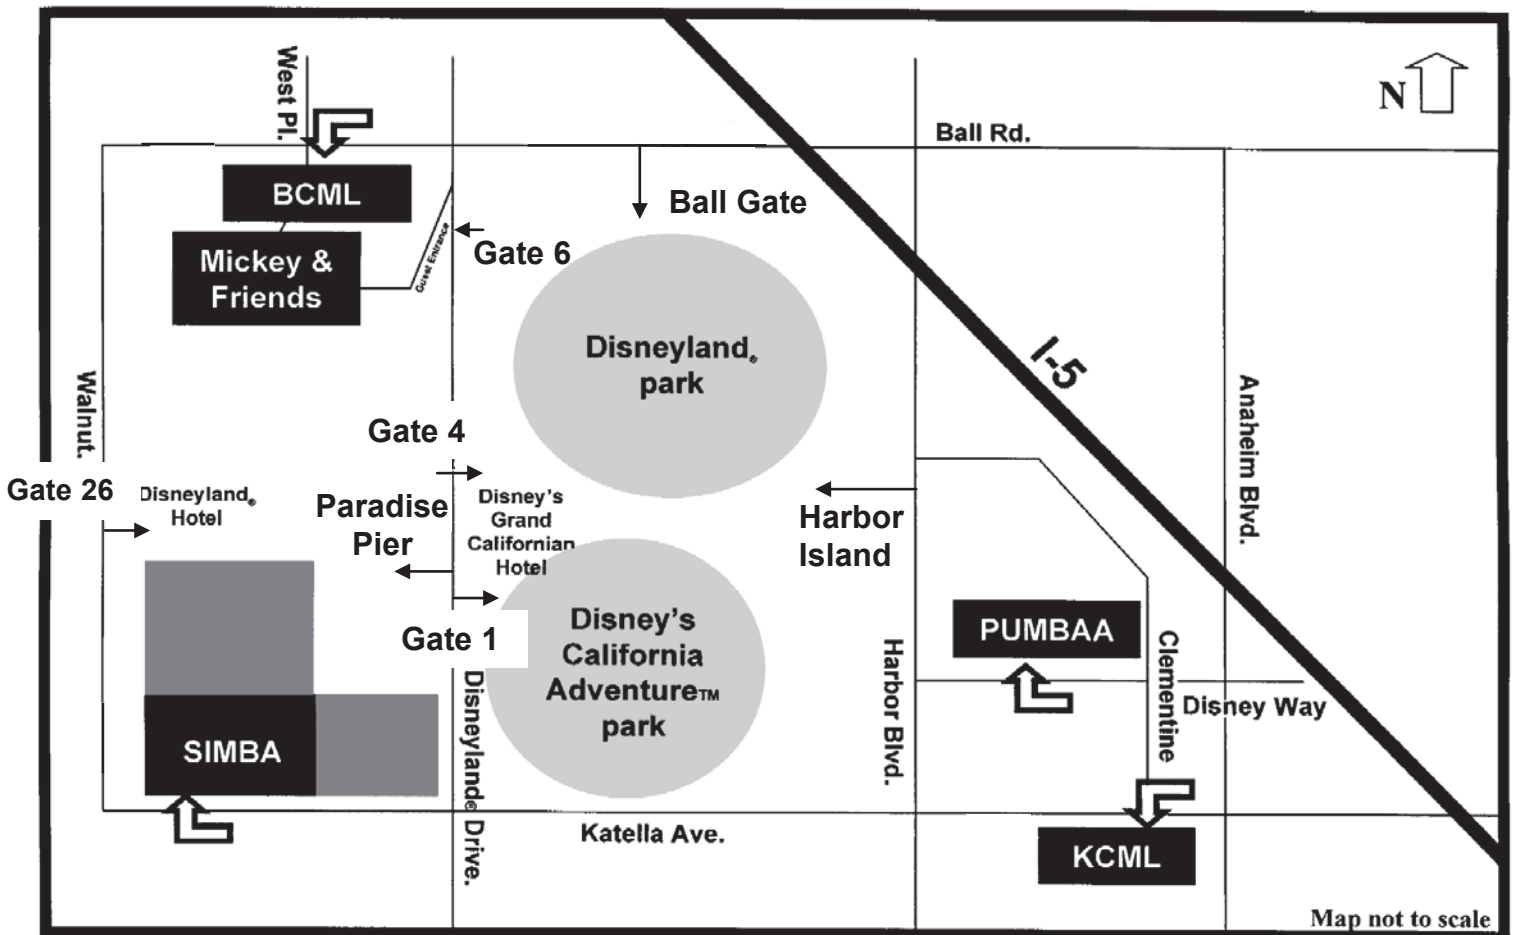 West Pl.
N
Ball Rd.
BCML
Ball Gate
Mickey &
Friends
Guest Entrance
Gate 6
Disneyland®
park
I-5
Walnut.
Anaheim Blvd.
Gate 4
Gate 26
Disneyland®
Hotel
Paradise
Pier
Disney's
Grand
Californian
Hotel
Harbor
Island
Gate 1
Disney's
California
Adventure™
park
PUMBAA
Clementine
Harbor Blvd.
Disney Way
SIMBA
Disneyland® Drive.
Katella Ave.
KCML
Map not to scale